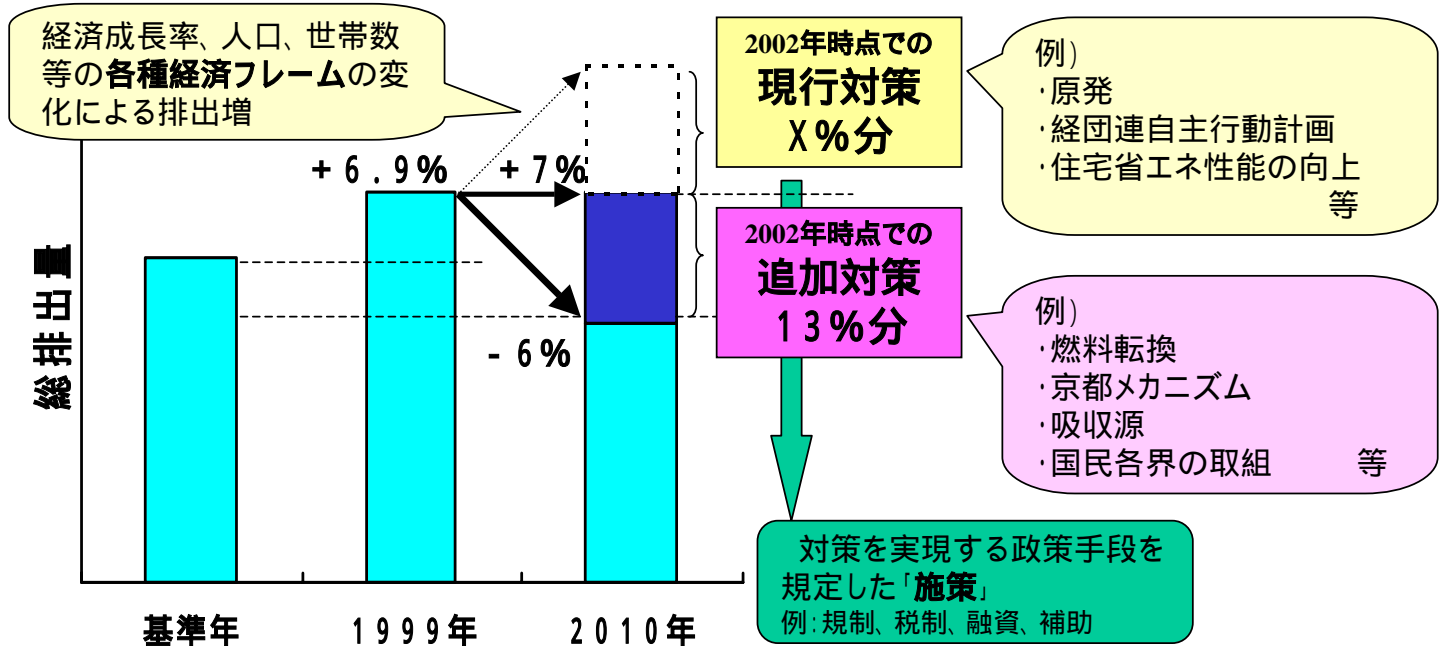 経済成長率、人口、世帯数
等の各種経済フレームの変
化による排出増
2002年時点での
現行対策
X%分
例)
・原発
・経団連自主行動計画
・住宅省エネ性能の向上
等
+6.9%
+7%
-6%
2002年時点での
追加対策
13%分
例)
・燃料転換
・京都メカニズム
・吸収源
・国民各界の取組 等
総排出量
対策を実現する政策手段を
規定した「施策」
例:規制、税制、融資、補助
基準年
1999年
2010年